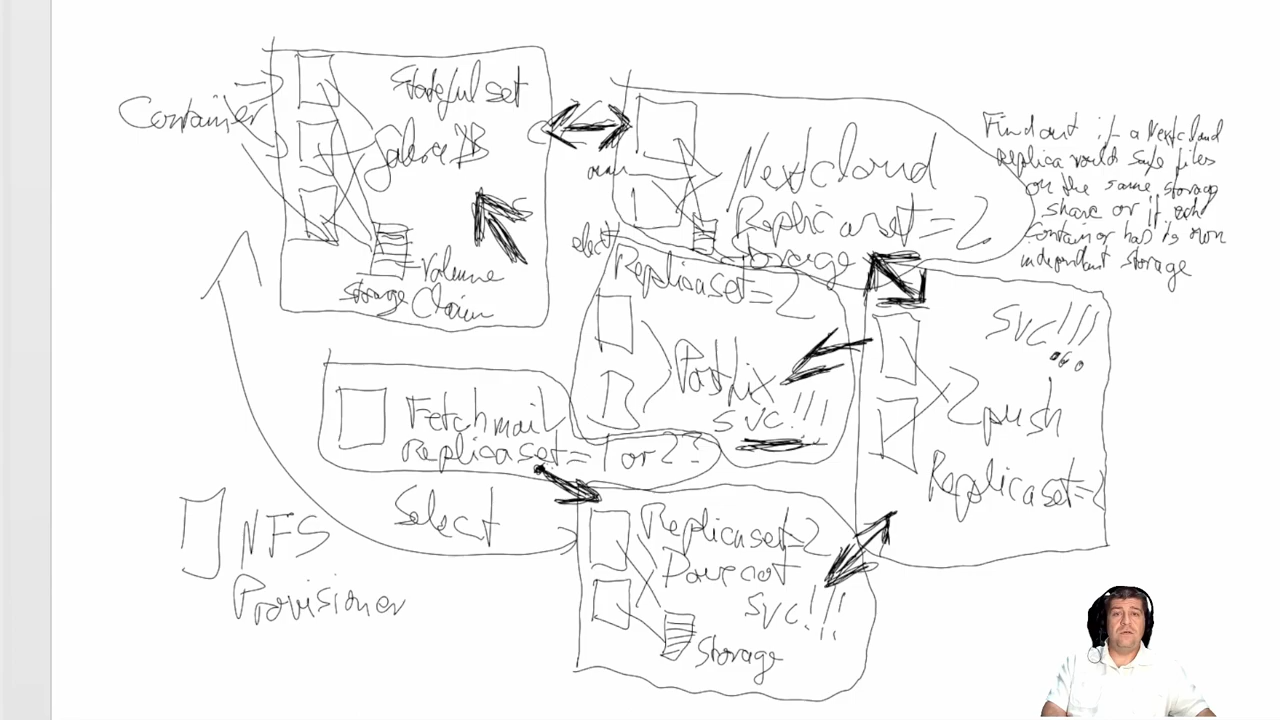 Container
Stateful set
Galera DB
Volume
Storage Claim
Nextcloud
Replicaset = 2
Storage
Find out if a Nextcloud
Replica would safe files
on the same storage
share or if each
container has its own
independent storage
Replicaset = 2
Postfix
SVC!!!
SVC!!!
Zpush
Replicaset = 2
Fetchmail
Replicaset = 1 or 2?
Select
NFS
Provisioner
Replicaset = 2
Dovecot
SVC!!!
Storage